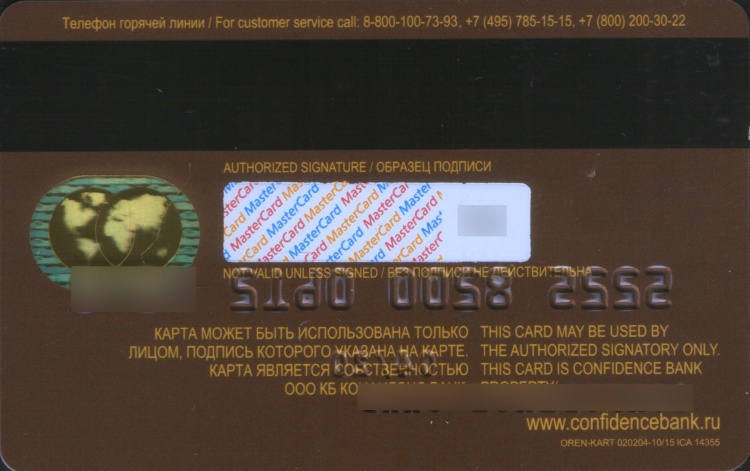 Телефон горячей линии / For customer service call: 8-800-100-73-93, +7 (495) 785-15-15, +7 (800) 200-30-22
AUTHORIZED SIGNATURE / ОБРАЗЕЦ ПОДПИСИ
MasterCard MasterCard MasterCard
NOT VALID UNLESS SIGNED / БЕЗ ПОДПИСИ НЕ ДЕЙСТВИТЕЛЬНА
КАРТА МОЖЕТ БЫТЬ ИСПОЛЬЗОВАНА ТОЛЬКО
ЛИЦОМ, ПОДПИСЬ КОТОРОГО УКАЗАНА НА КАРТЕ.
КАРТА ЯВЛЯЕТСЯ СОБСТВЕННОСТЬЮ
ООО КБ
THIS CARD MAY BE USED BY
THE AUTHORIZED SIGNATORY ONLY.
THIS CARD IS CONFIDENCE BANK
PROPERTY.
www.confidencebank.ru
OREN-KART 020204-10/15 ICA 14355